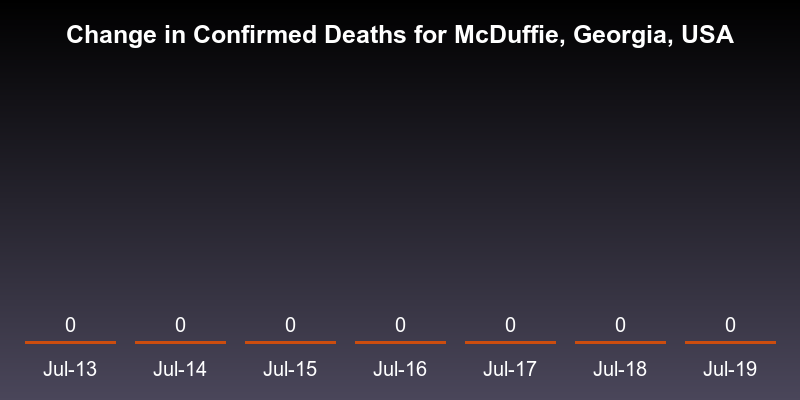 Change in Confirmed Deaths for McDuffie, Georgia, USA
0 0 0 0 0 0 0
Jul-13 Jul-14 Jul-15 Jul-16 Jul-17 Jul-18 Jul-19